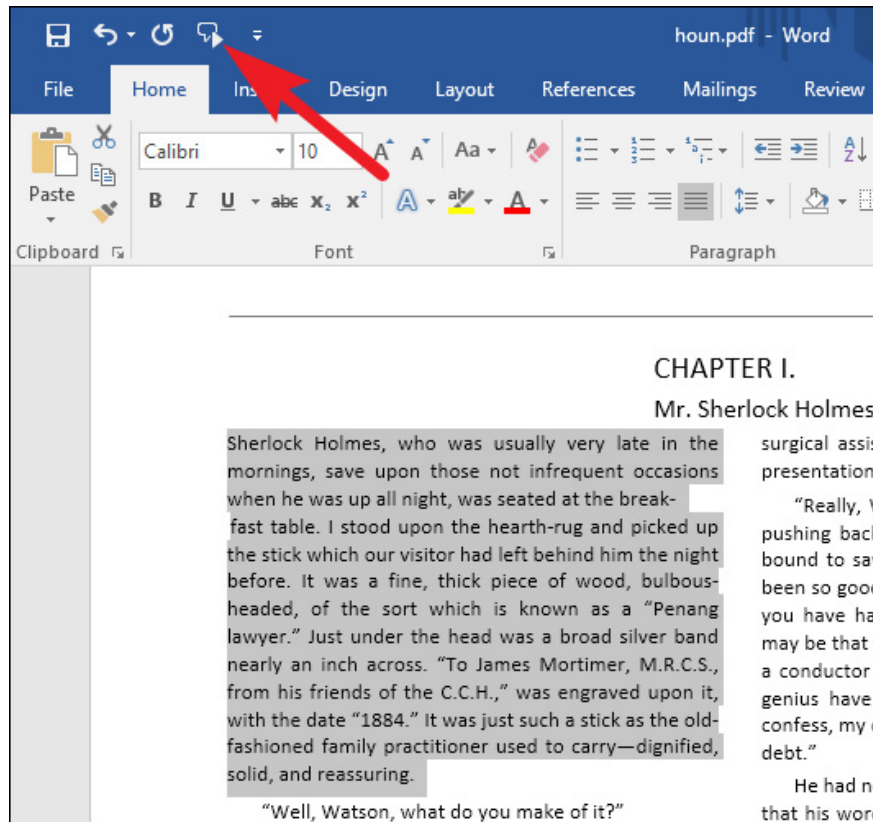 houn.pdf - Word
File Home Ins Design Layout References Mailings Review
Calibri 10 A A Aa
Paste B I U abc x₂ x² A aby A
Clipboard Font Paragraph
CHAPTER I.
Mr. Sherlock Holmes
Sherlock Holmes, who was usually very late in the
mornings, save upon those not infrequent occasions
when he was up all night, was seated at the break-
fast table. I stood upon the hearth-rug and picked up
the stick which our visitor had left behind him the night
before. It was a fine, thick piece of wood, bulbous-
headed, of the sort which is known as a “Penang
lawyer.” Just under the head was a broad silver band
nearly an inch across. “To James Mortimer, M.R.C.S.,
from his friends of the C.C.H.,” was engraved upon it,
with the date “1884.” It was just such a stick as the old-
fashioned family practitioner used to carry—dignified,
solid, and reassuring.
“Well, Watson, what do you make of it?”
surgical assis
presentation
“Really, W
pushing back
bound to say
been so good
you have ha
may be that
a conductor
genius have
confess, my
debt.”
He had ne
that his word